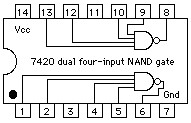 14 13 12 11 10 9 8
Vcc
7420 dual four-input NAND gate
Gnd
1 2 3 4 5 6 7